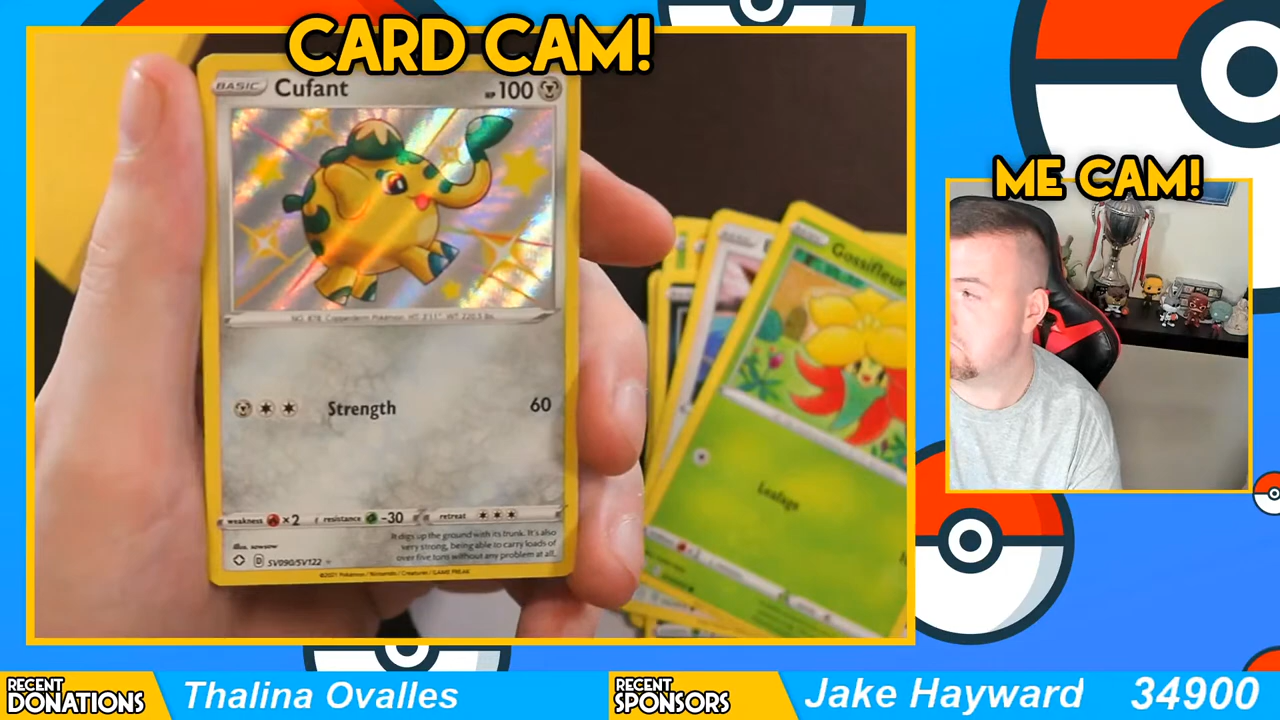 CARD CAM!
BASIC Cufant HP 100
NO. 878 Copperderm Pokémon HT: 3'11" WT: 220.5 lbs.
Strength 60
weakness ×2 resistance -30 retreat
It digs up the ground with its trunk. It's also
very strong, being able to carry loads of
over five tons without any problem at all.
illus. sowsow
D SV090/SV122
©2021 Pokémon / Nintendo / Creatures / GAME FREAK
Gossifleur
Leafage
ME CAM!
RECENT
DONATIONS
Thalina Ovalles
RECENT
SPONSORS
Jake Hayward 34900